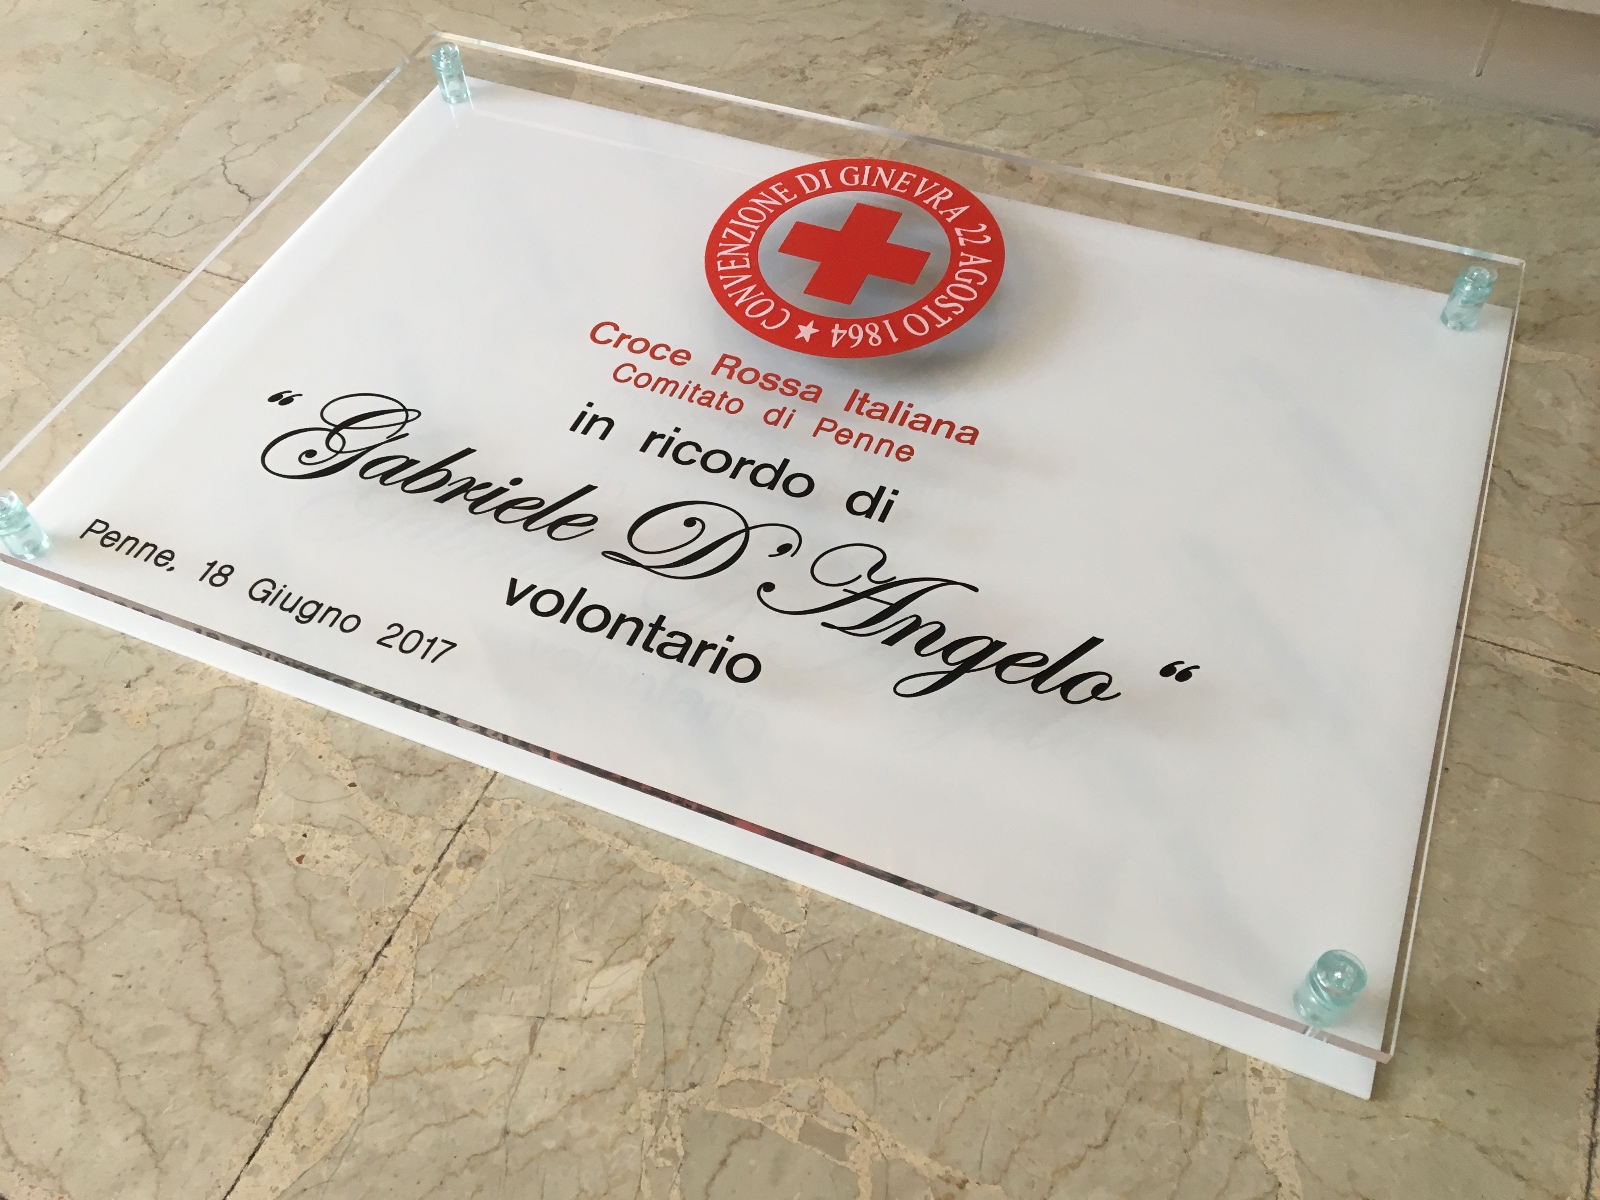 CONVENZIONE DI GINEVRA 22 AGOSTO 1864 ★
Croce Rossa Italiana
Comitato di Penne
in ricordo di
“Gabriele D’Angelo“
volontario
Penne, 18 Giugno 2017